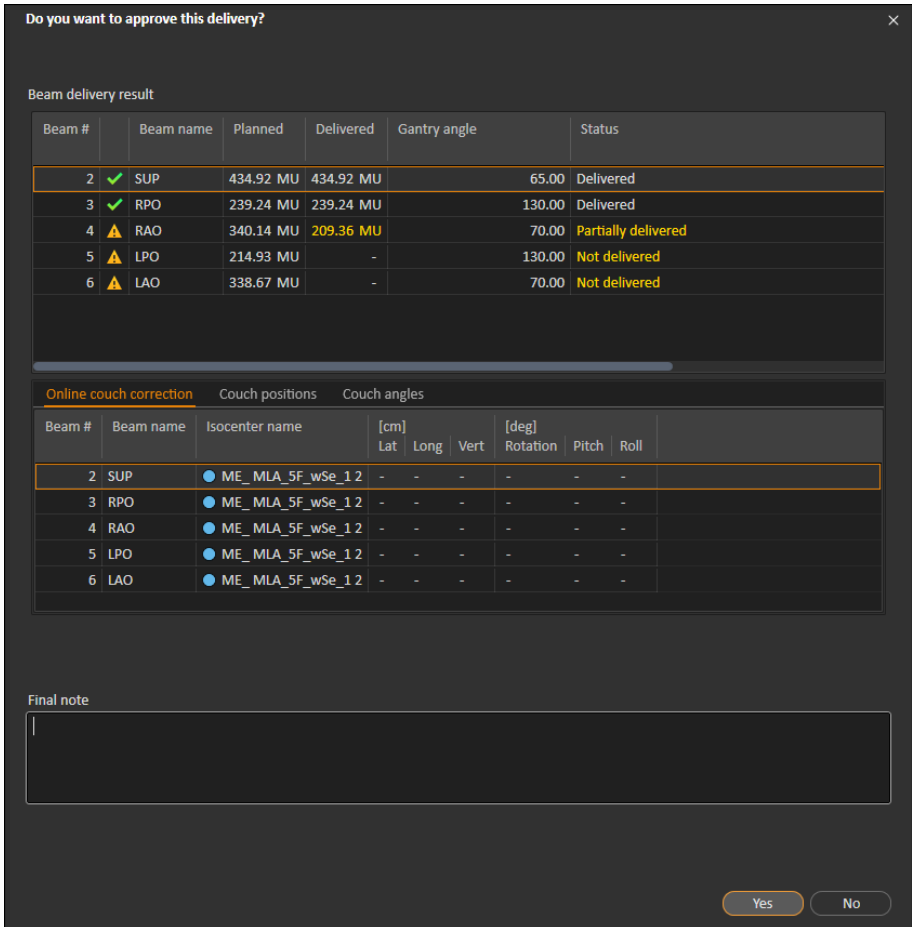 Do you want to approve this delivery?
Beam delivery result
Beam # Beam name Planned Delivered Gantry angle Status
2 SUP 434.92 MU 434.92 MU 65.00 Delivered
3 RPO 239.24 MU 239.24 MU 130.00 Delivered
4 RAO 340.14 MU 209.36 MU 70.00 Partially delivered
5 LPO 214.93 MU - 130.00 Not delivered
6 LAO 338.67 MU - 70.00 Not delivered
Online couch correction Couch positions Couch angles
Beam # Beam name Isocenter name [cm] [deg]
Lat Long Vert Rotation Pitch Roll
2 SUP ME_ MLA_5F_wSe_1 2 - - - - - -
3 RPO ME_ MLA_5F_wSe_1 2 - - - - - -
4 RAO ME_ MLA_5F_wSe_1 2 - - - - - -
5 LPO ME_ MLA_5F_wSe_1 2 - - - - - -
6 LAO ME_ MLA_5F_wSe_1 2 - - - - - -
Final note
Yes No